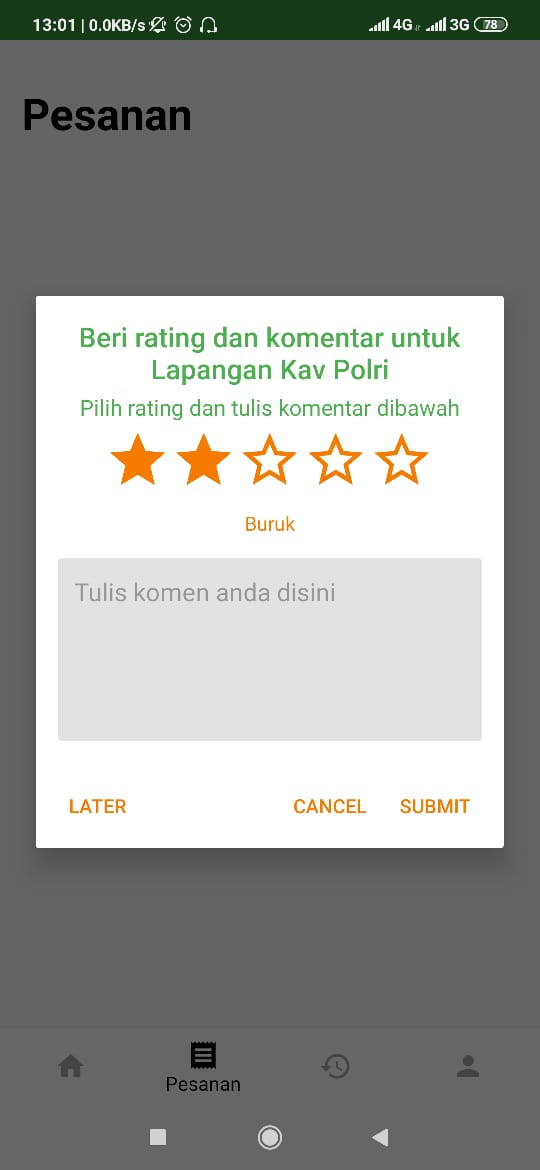 13:01 | 0.0KB/s 4G 3G 78
Pesanan
Beri rating dan komentar untuk
Lapangan Kav Polri
Pilih rating dan tulis komentar dibawah
Buruk
Tulis komen anda disini
LATER CANCEL SUBMIT
Pesanan